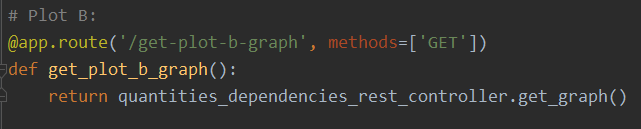 # Plot B:
@app.route('/get-plot-b-graph', methods=['GET'])
def get_plot_b_graph():
    return quantities_dependencies_rest_controller.get_graph()